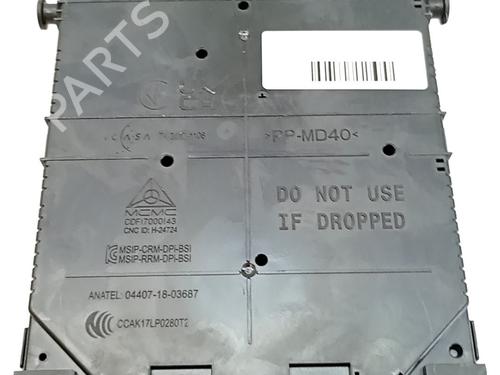 >PP-MD40<
DO NOT USE
IF DROPPED
MCMC
CDF17000143
CNC ID: H-24724
MSIP-CRM-DPI-BSI
MSIP-RRM-DPI-BSI
ANATEL: 04407-18-03687
CCAK17LP0280T2
B-PARTS